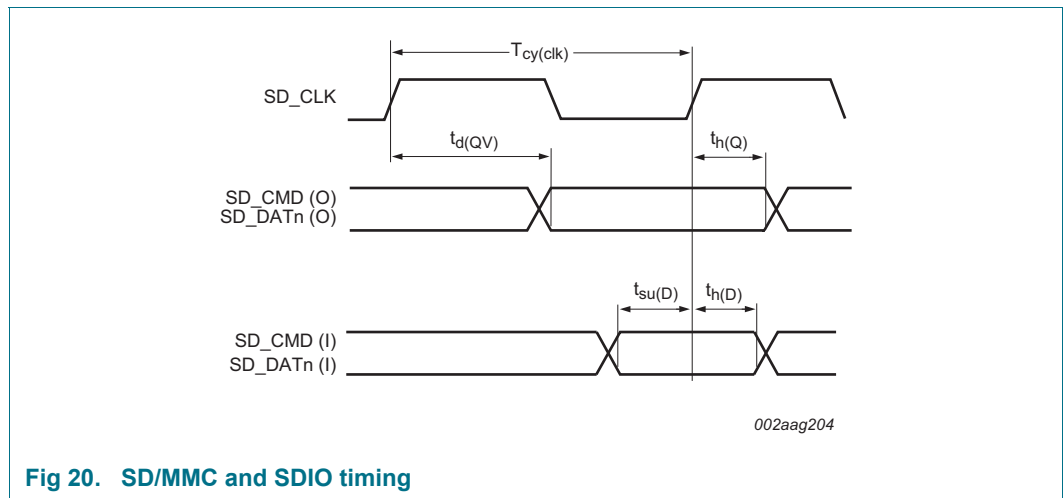 Tcy(clk)
SD_CLK
td(QV)
th(Q)
SD_CMD (O)
SD_DATn (O)
tsu(D)
th(D)
SD_CMD (I)
SD_DATn (I)
002aag204
Fig 20. SD/MMC and SDIO timing